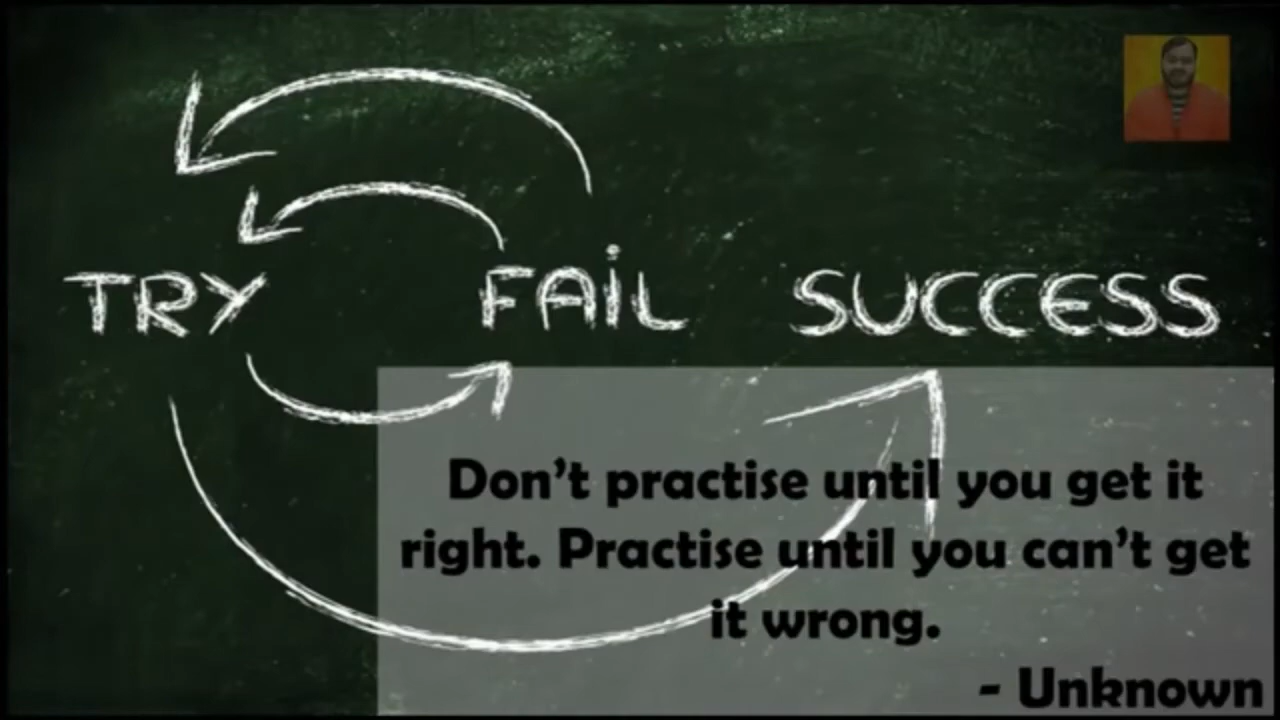 TRY FAiL SUCCESS
Don’t practise until you get it
right. Practise until you can’t get
it wrong.
- Unknown